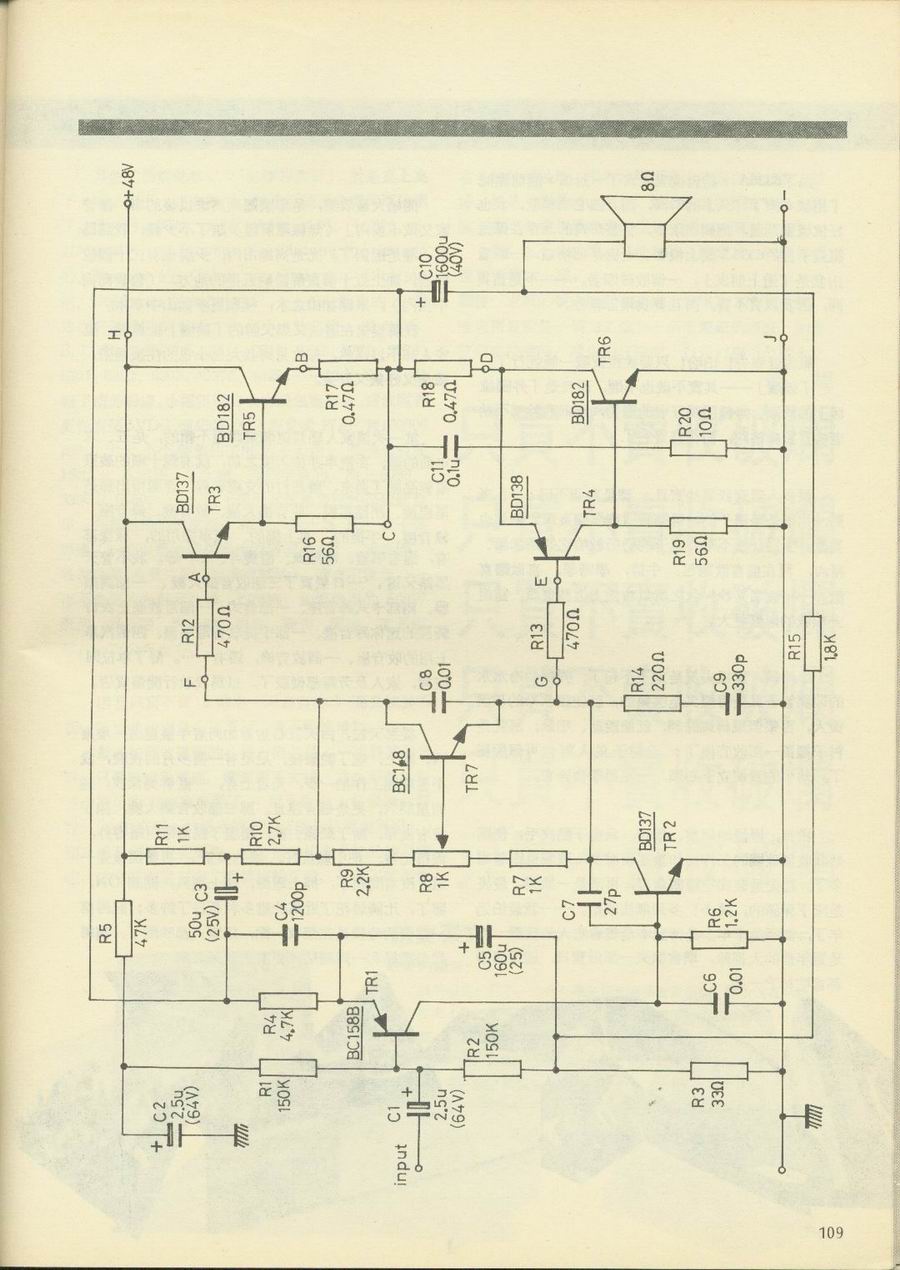 +48V
H
R5
47K
R11
1K
R10
2.7K
C3
50u
(25V)
+
C4
1200p
R4
4.7K
R1
150K
C2
2.5u
(64V)
+
BD137
TR3
BD1182
TR5
B
R17
0.47Ω
R18
0.47Ω
D
C10
1600u
(40V)
+
8Ω
A
R12
470Ω
F
R16
56Ω
C
C11
0.1u
R9
2.2K
R8
1K
R7
1K
BC148
TR7
C8
0.01
G
R13
470Ω
E
BD138
TR4
BD182
TR6
R20
10Ω
R19
56Ω
J
-
R14
220Ω
C9
330p
R15
1.8K
C7
27p
BD137
TR2
R6
1.2K
C6
0.01
C5
160u
(25)
+
TR1
BC158B
R2
150K
R3
33Ω
C1
2.5u
(64V)
+
input
109